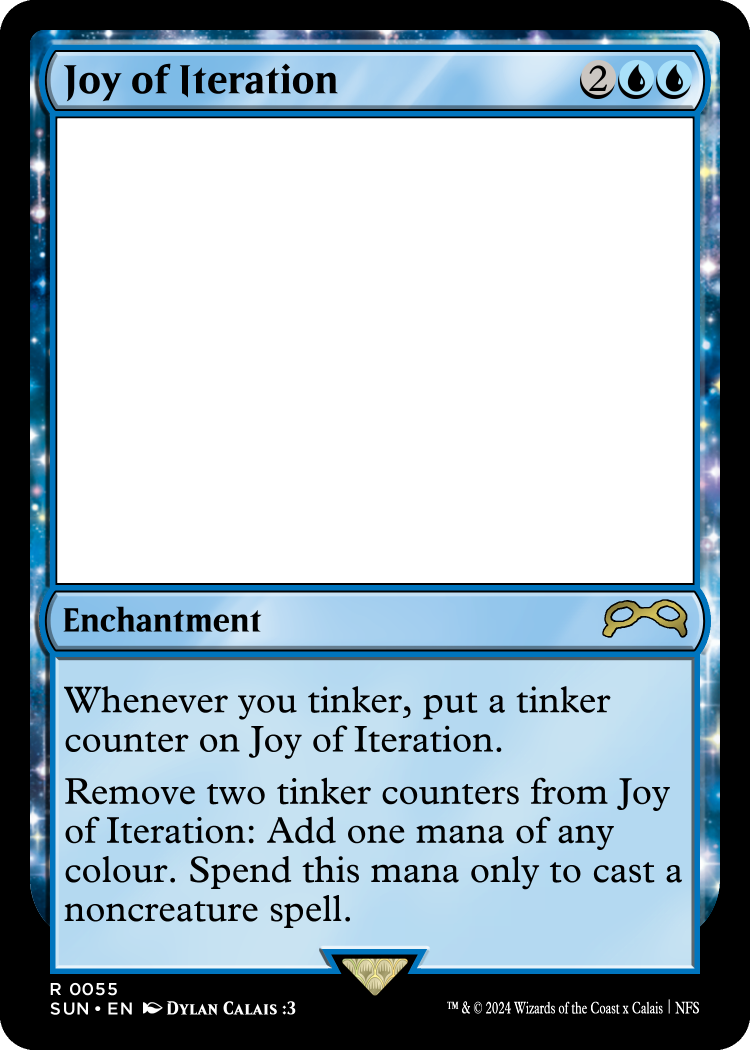 Joy of Iteration 2
Enchantment
Whenever you tinker, put a tinker
counter on Joy of Iteration.
Remove two tinker counters from Joy
of Iteration: Add one mana of any
colour. Spend this mana only to cast a
noncreature spell.
R 0055
SUN • EN Dylan Calais :3
™ & © 2024 Wizards of the Coast x Calais | NFS